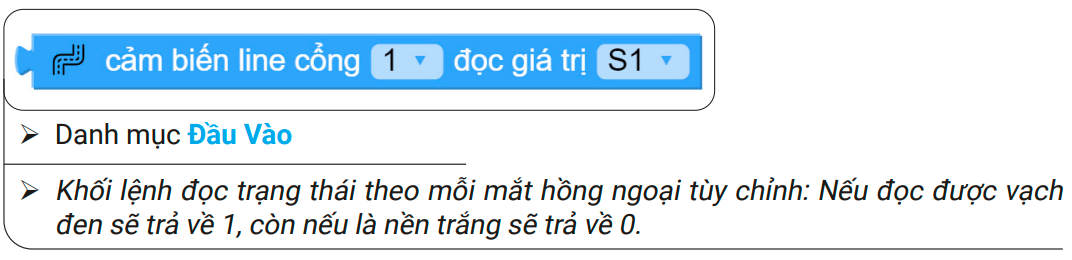 cảm biến line cổng 1 đọc giá trị S1
➢ Danh mục Đầu Vào
➢ Khối lệnh đọc trạng thái theo mỗi mắt hồng ngoại tùy chỉnh: Nếu đọc được vạch
đen sẽ trả về 1, còn nếu là nền trắng sẽ trả về 0.